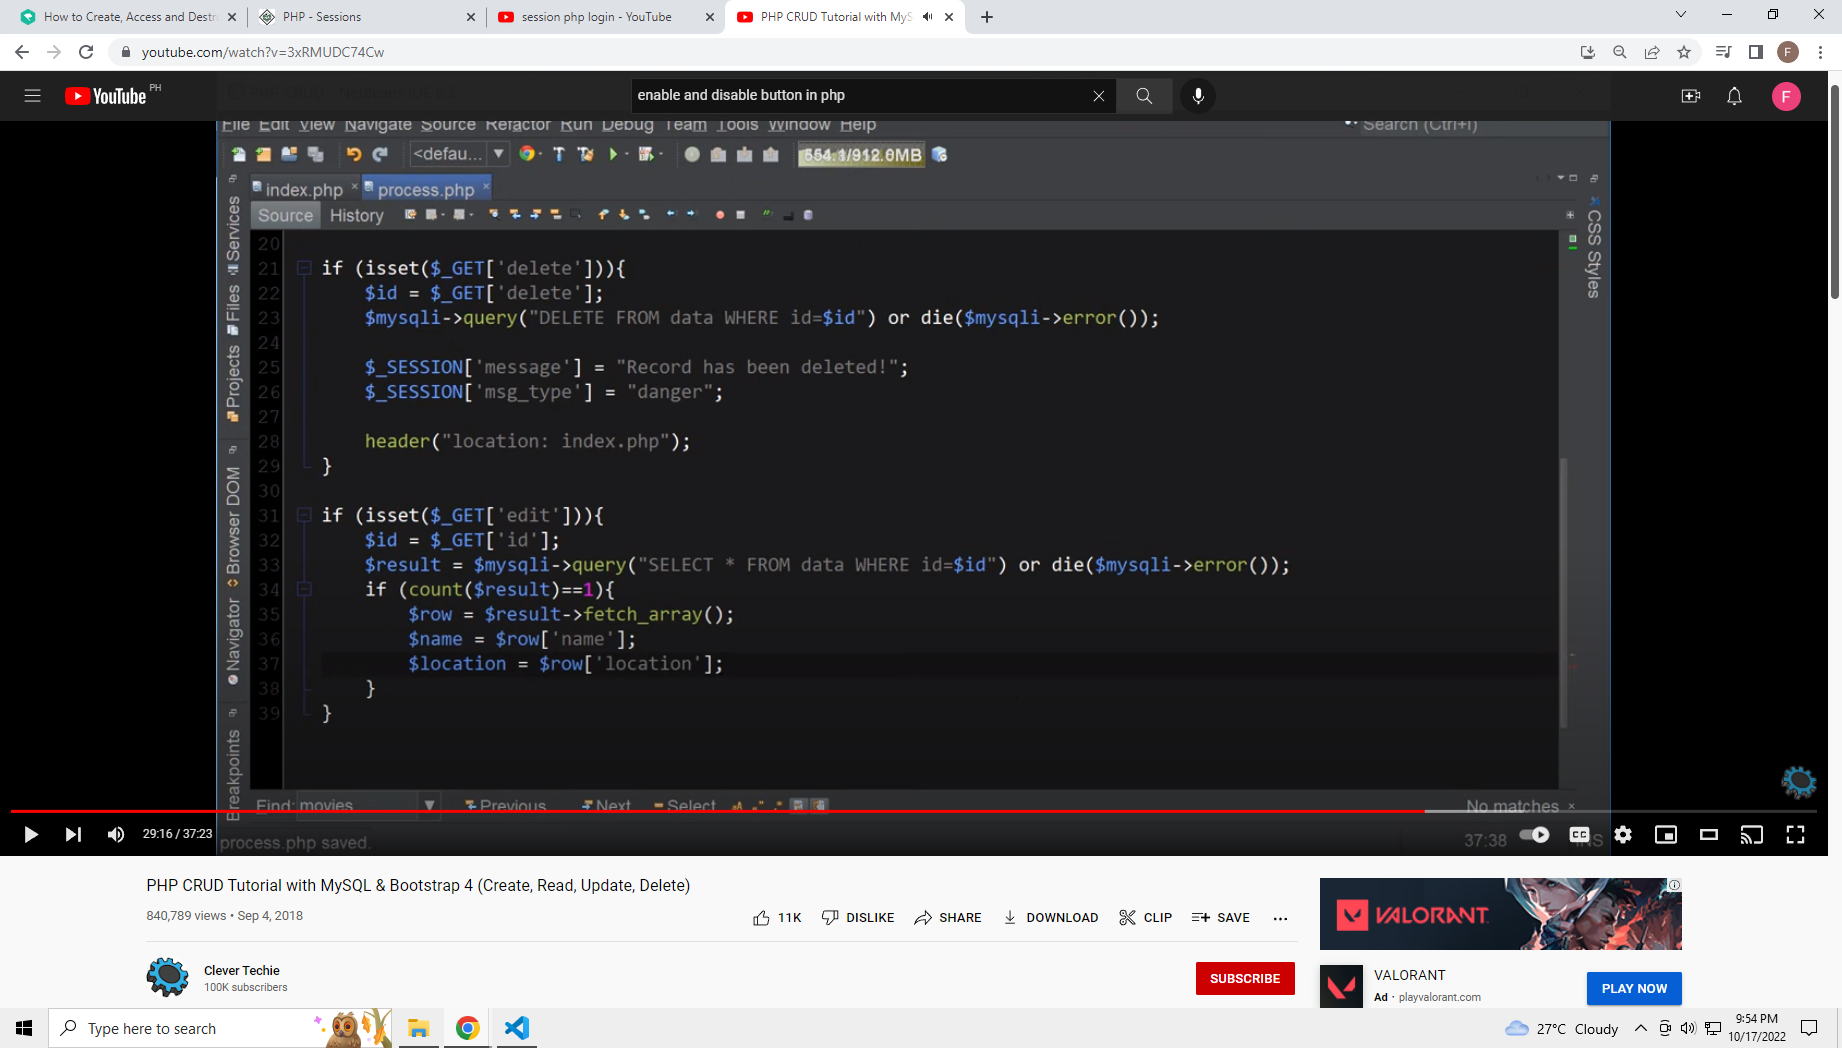 How to Create, Access and Destr
PHP - Sessions
session php login - YouTube
PHP CRUD Tutorial with MyS
youtube.com/watch?v=3xRMUDC74Cw
F
YouTube PH
enable and disable button in php
F
File Edit View Navigate Source Refactor Run Debug Team Tools Window Help
Search (Ctrl+I)
<defau...
554.1/912.0MB
index.php
process.php
Source
History
Services
Files
Projects
Browser DOM
Navigator
Breakpoints
CSS Styles
20
21 if (isset($_GET['delete'])){
22 $id = $_GET['delete'];
23 $mysqli->query("DELETE FROM data WHERE id=$id") or die($mysqli->error());
24
25 $_SESSION['message'] = "Record has been deleted!";
26 $_SESSION['msg_type'] = "danger";
27
28 header("location: index.php");
29 }
30
31 if (isset($_GET['edit'])){
32 $id = $_GET['id'];
33 $result = $mysqli->query("SELECT * FROM data WHERE id=$id") or die($mysqli->error());
34 if (count($result)==1){
35 $row = $result->fetch_array();
36 $name = $row['name'];
37 $location = $row['location'];
38 }
39 }
Find: movies
Previous
Next
Select
No matches
29:16 / 37:23
process.php saved.
37:38
CC
INS
PHP CRUD Tutorial with MySQL & Bootstrap 4 (Create, Read, Update, Delete)
840,789 views • Sep 4, 2018
11K
DISLIKE
SHARE
DOWNLOAD
CLIP
SAVE
...
Clever Techie
100K subscribers
SUBSCRIBE
VALORANT
VALORANT
Ad · playvalorant.com
PLAY NOW
Type here to search
27°C Cloudy
9:54 PM
10/17/2022